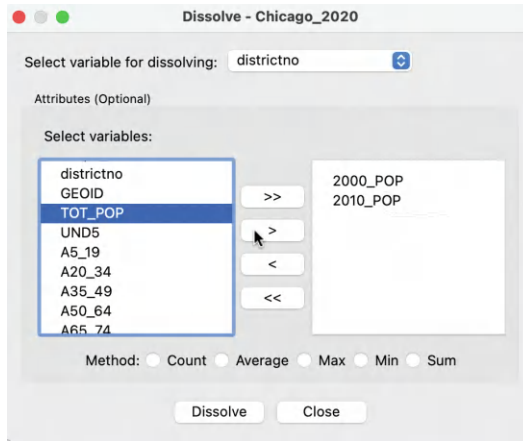 Dissolve - Chicago_2020
Select variable for dissolving: districtno
Attributes (Optional)
Select variables:
districtno
GEOID
TOT_POP
UND5
A5_19
A20_34
A35_49
A50_64
A65_74
>>
>
<
<<
2000_POP
2010_POP
Method: Count Average Max Min Sum
Dissolve Close